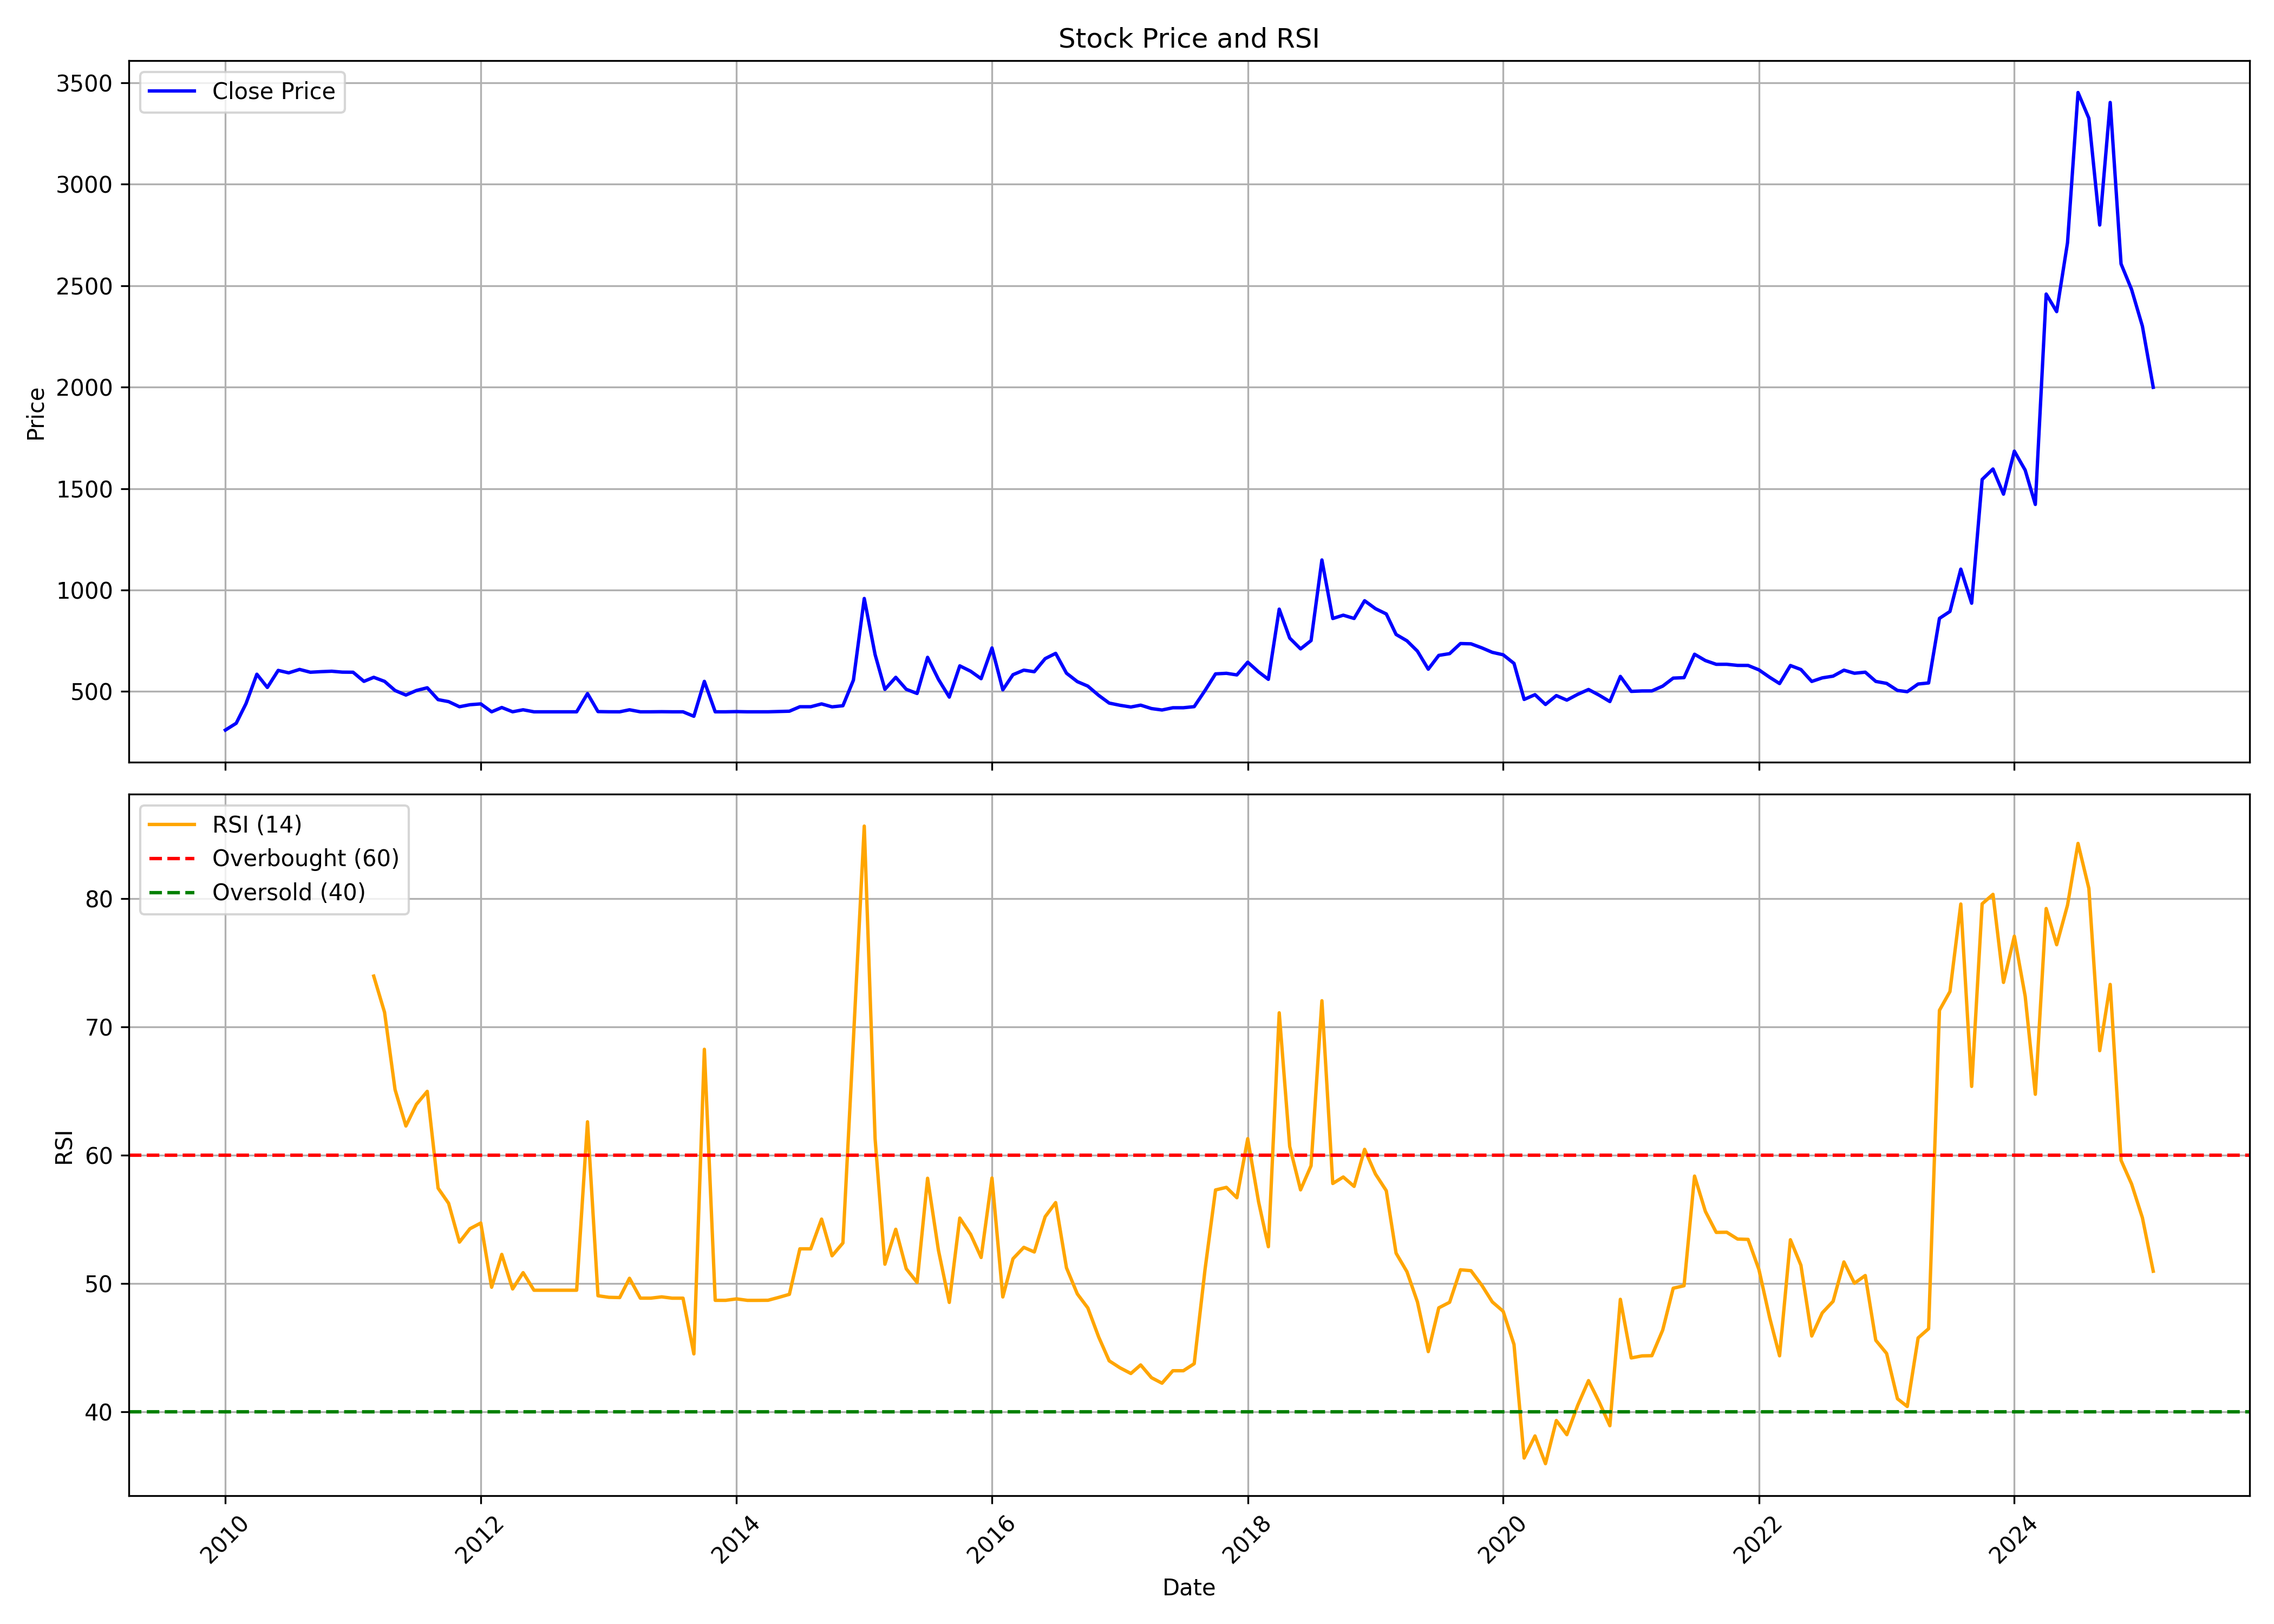 Stock Price and RSI
Close Price
3500
3000
2500
2000
1500
1000
500
Price
RSI (14)
Overbought (60)
Oversold (40)
80
70
60
50
40
RSI
2010
2012
2014
2016
2018
2020
2022
2024
Date